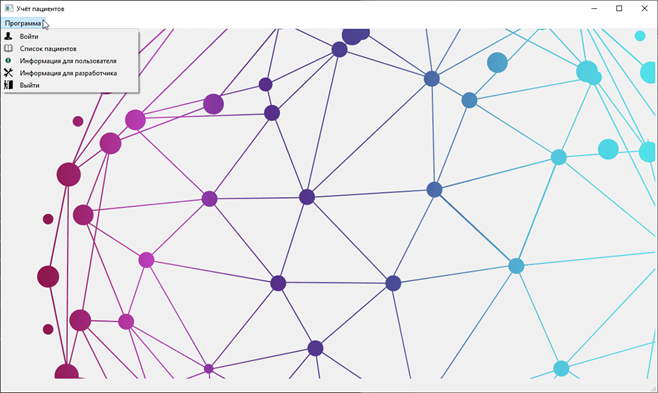 Учёт пациентов
Программа
Войти
Список пациентов
Информация для пользователя
Информация для разработчика
Выйти